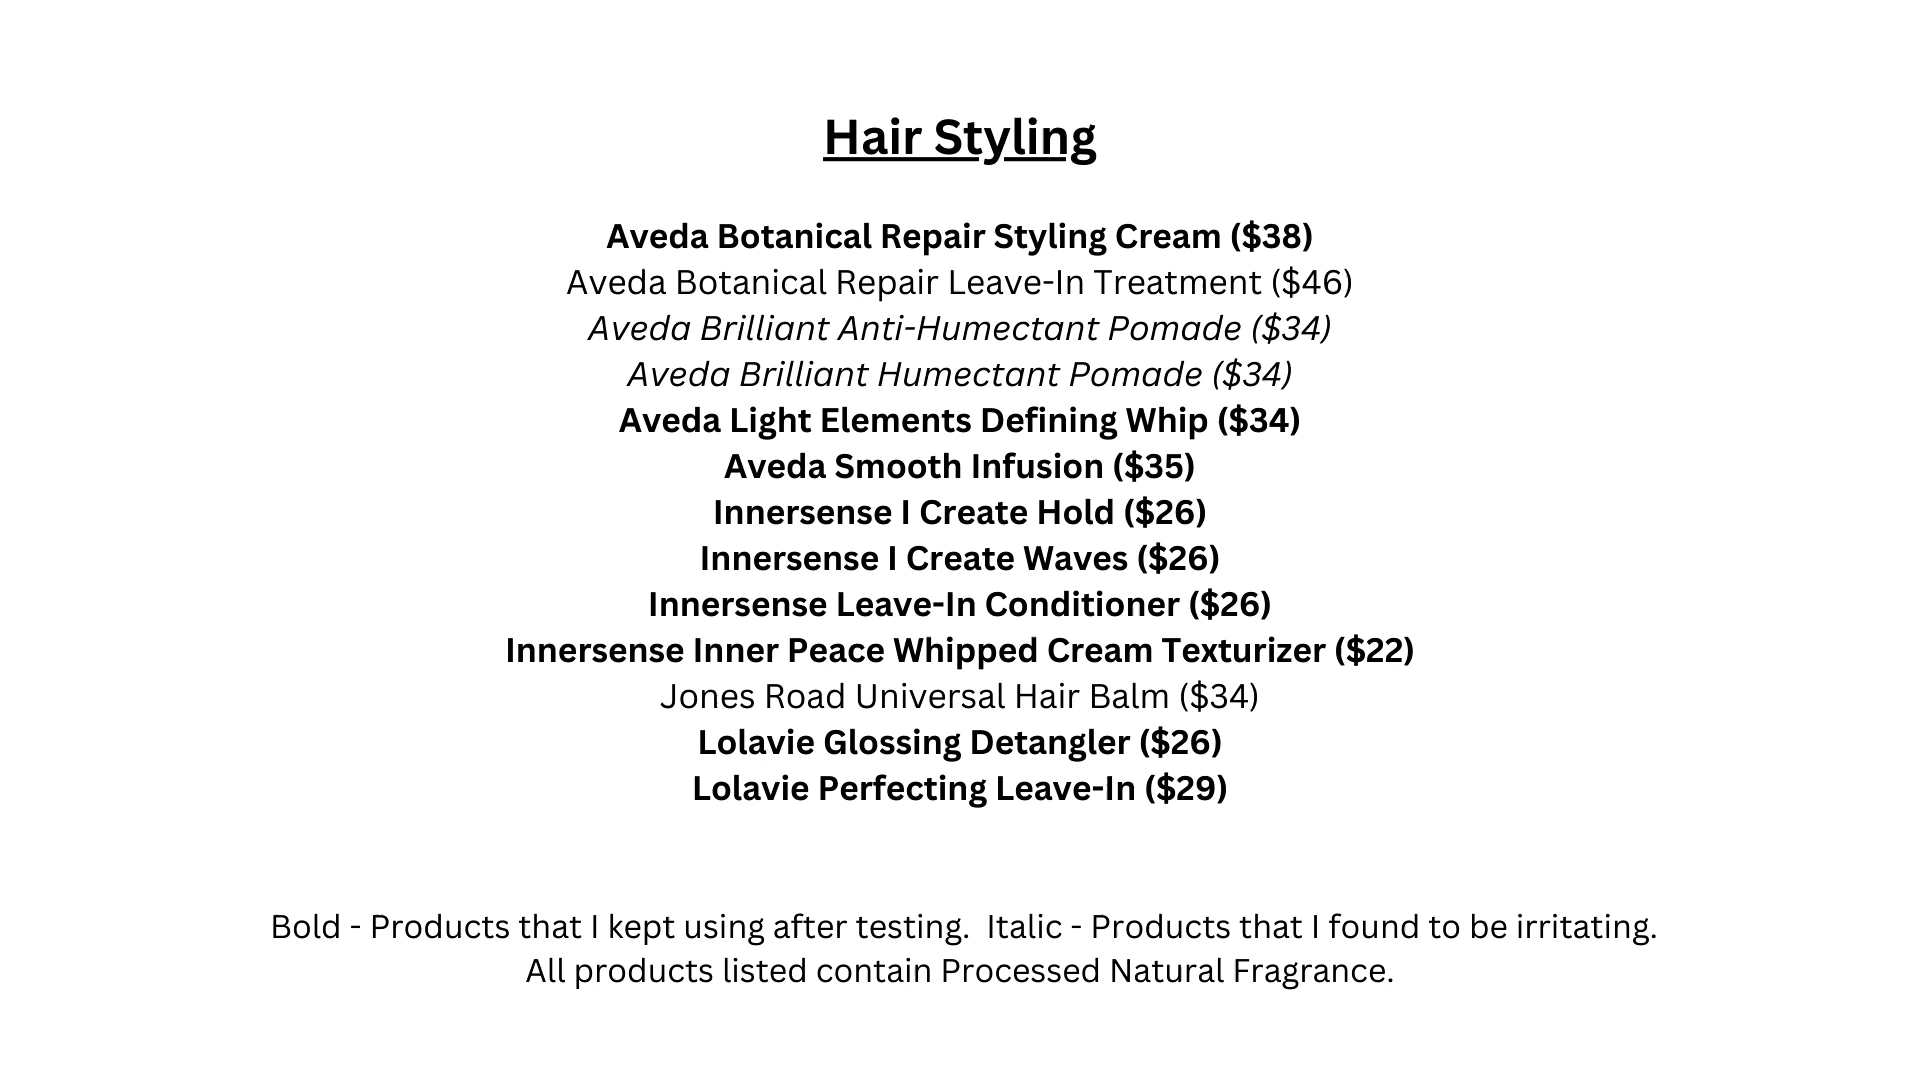 Hair Styling
Aveda Botanical Repair Styling Cream ($38)
Aveda Botanical Repair Leave-In Treatment ($46)
Aveda Brilliant Anti-Humectant Pomade ($34)
Aveda Brilliant Humectant Pomade ($34)
Aveda Light Elements Defining Whip ($34)
Aveda Smooth Infusion ($35)
Innersense I Create Hold ($26)
Innersense I Create Waves ($26)
Innersense Leave-In Conditioner ($26)
Innersense Inner Peace Whipped Cream Texturizer ($22)
Jones Road Universal Hair Balm ($34)
Lolavie Glossing Detangler ($26)
Lolavie Perfecting Leave-In ($29)
Bold - Products that I kept using after testing.  Italic - Products that I found to be irritating.
All products listed contain Processed Natural Fragrance.